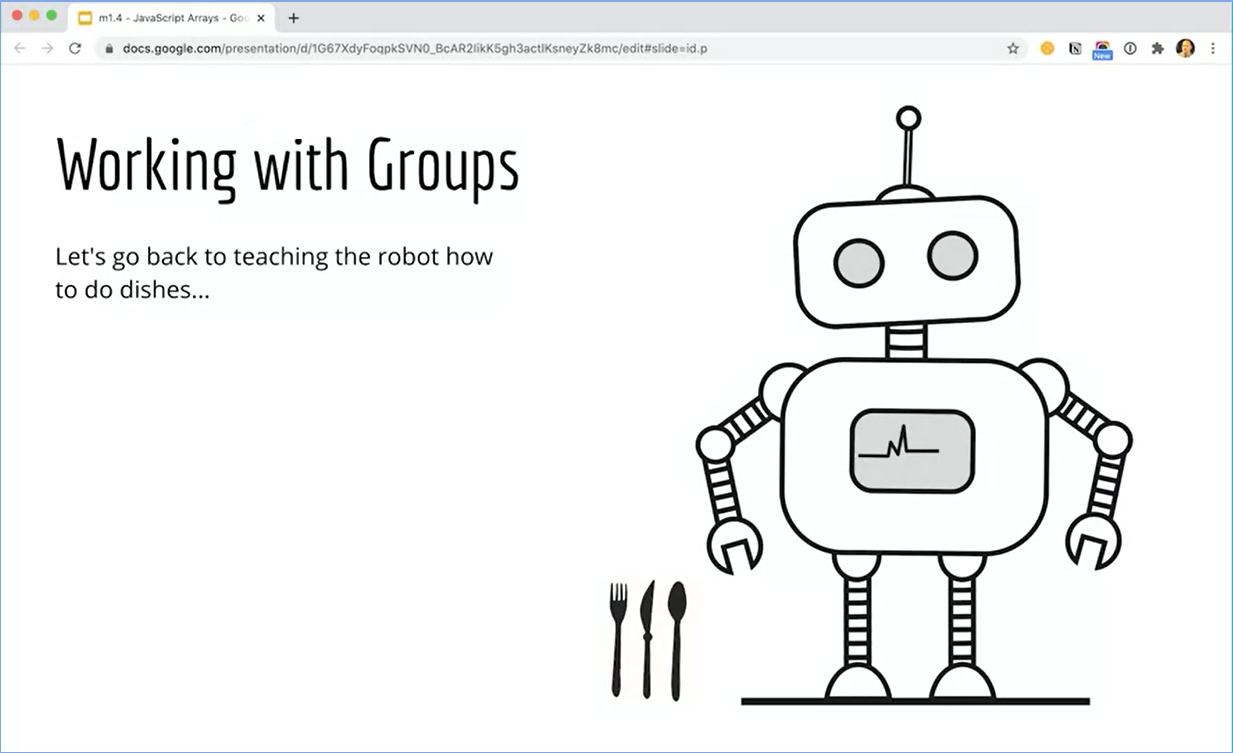 m1.4 - JavaScript Arrays - Goo
docs.google.com/presentation/d/1G67XdyFoqpkSVN0_BcAR2IikK5gh3actlKsneyZk8mc/edit#slide=id.p
New
Working with Groups
Let's go back to teaching the robot how
to do dishes...